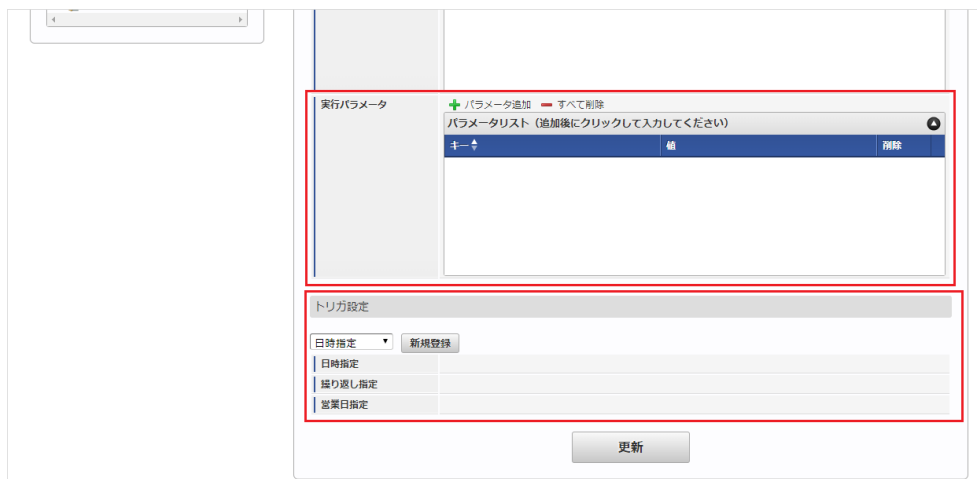 実行パラメータ
パラメータ追加 すべて削除
パラメータリスト（追加後にクリックして入力してください）
キー 値 削除
トリガ設定
日時指定 新規登録
日時指定
繰り返し指定
営業日指定
更新